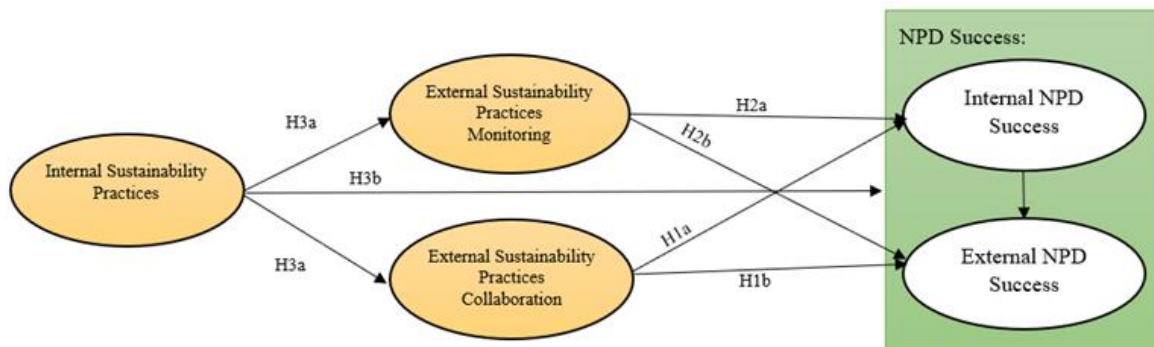 NPD Success:
External Sustainability
Practices
Monitoring
H2a
Internal NPD
Success
H3a
H2b
Internal Sustainability
Practices
H3b
H1a
H3a
External Sustainability
Practices
Collaboration
H1b
External NPD
Success